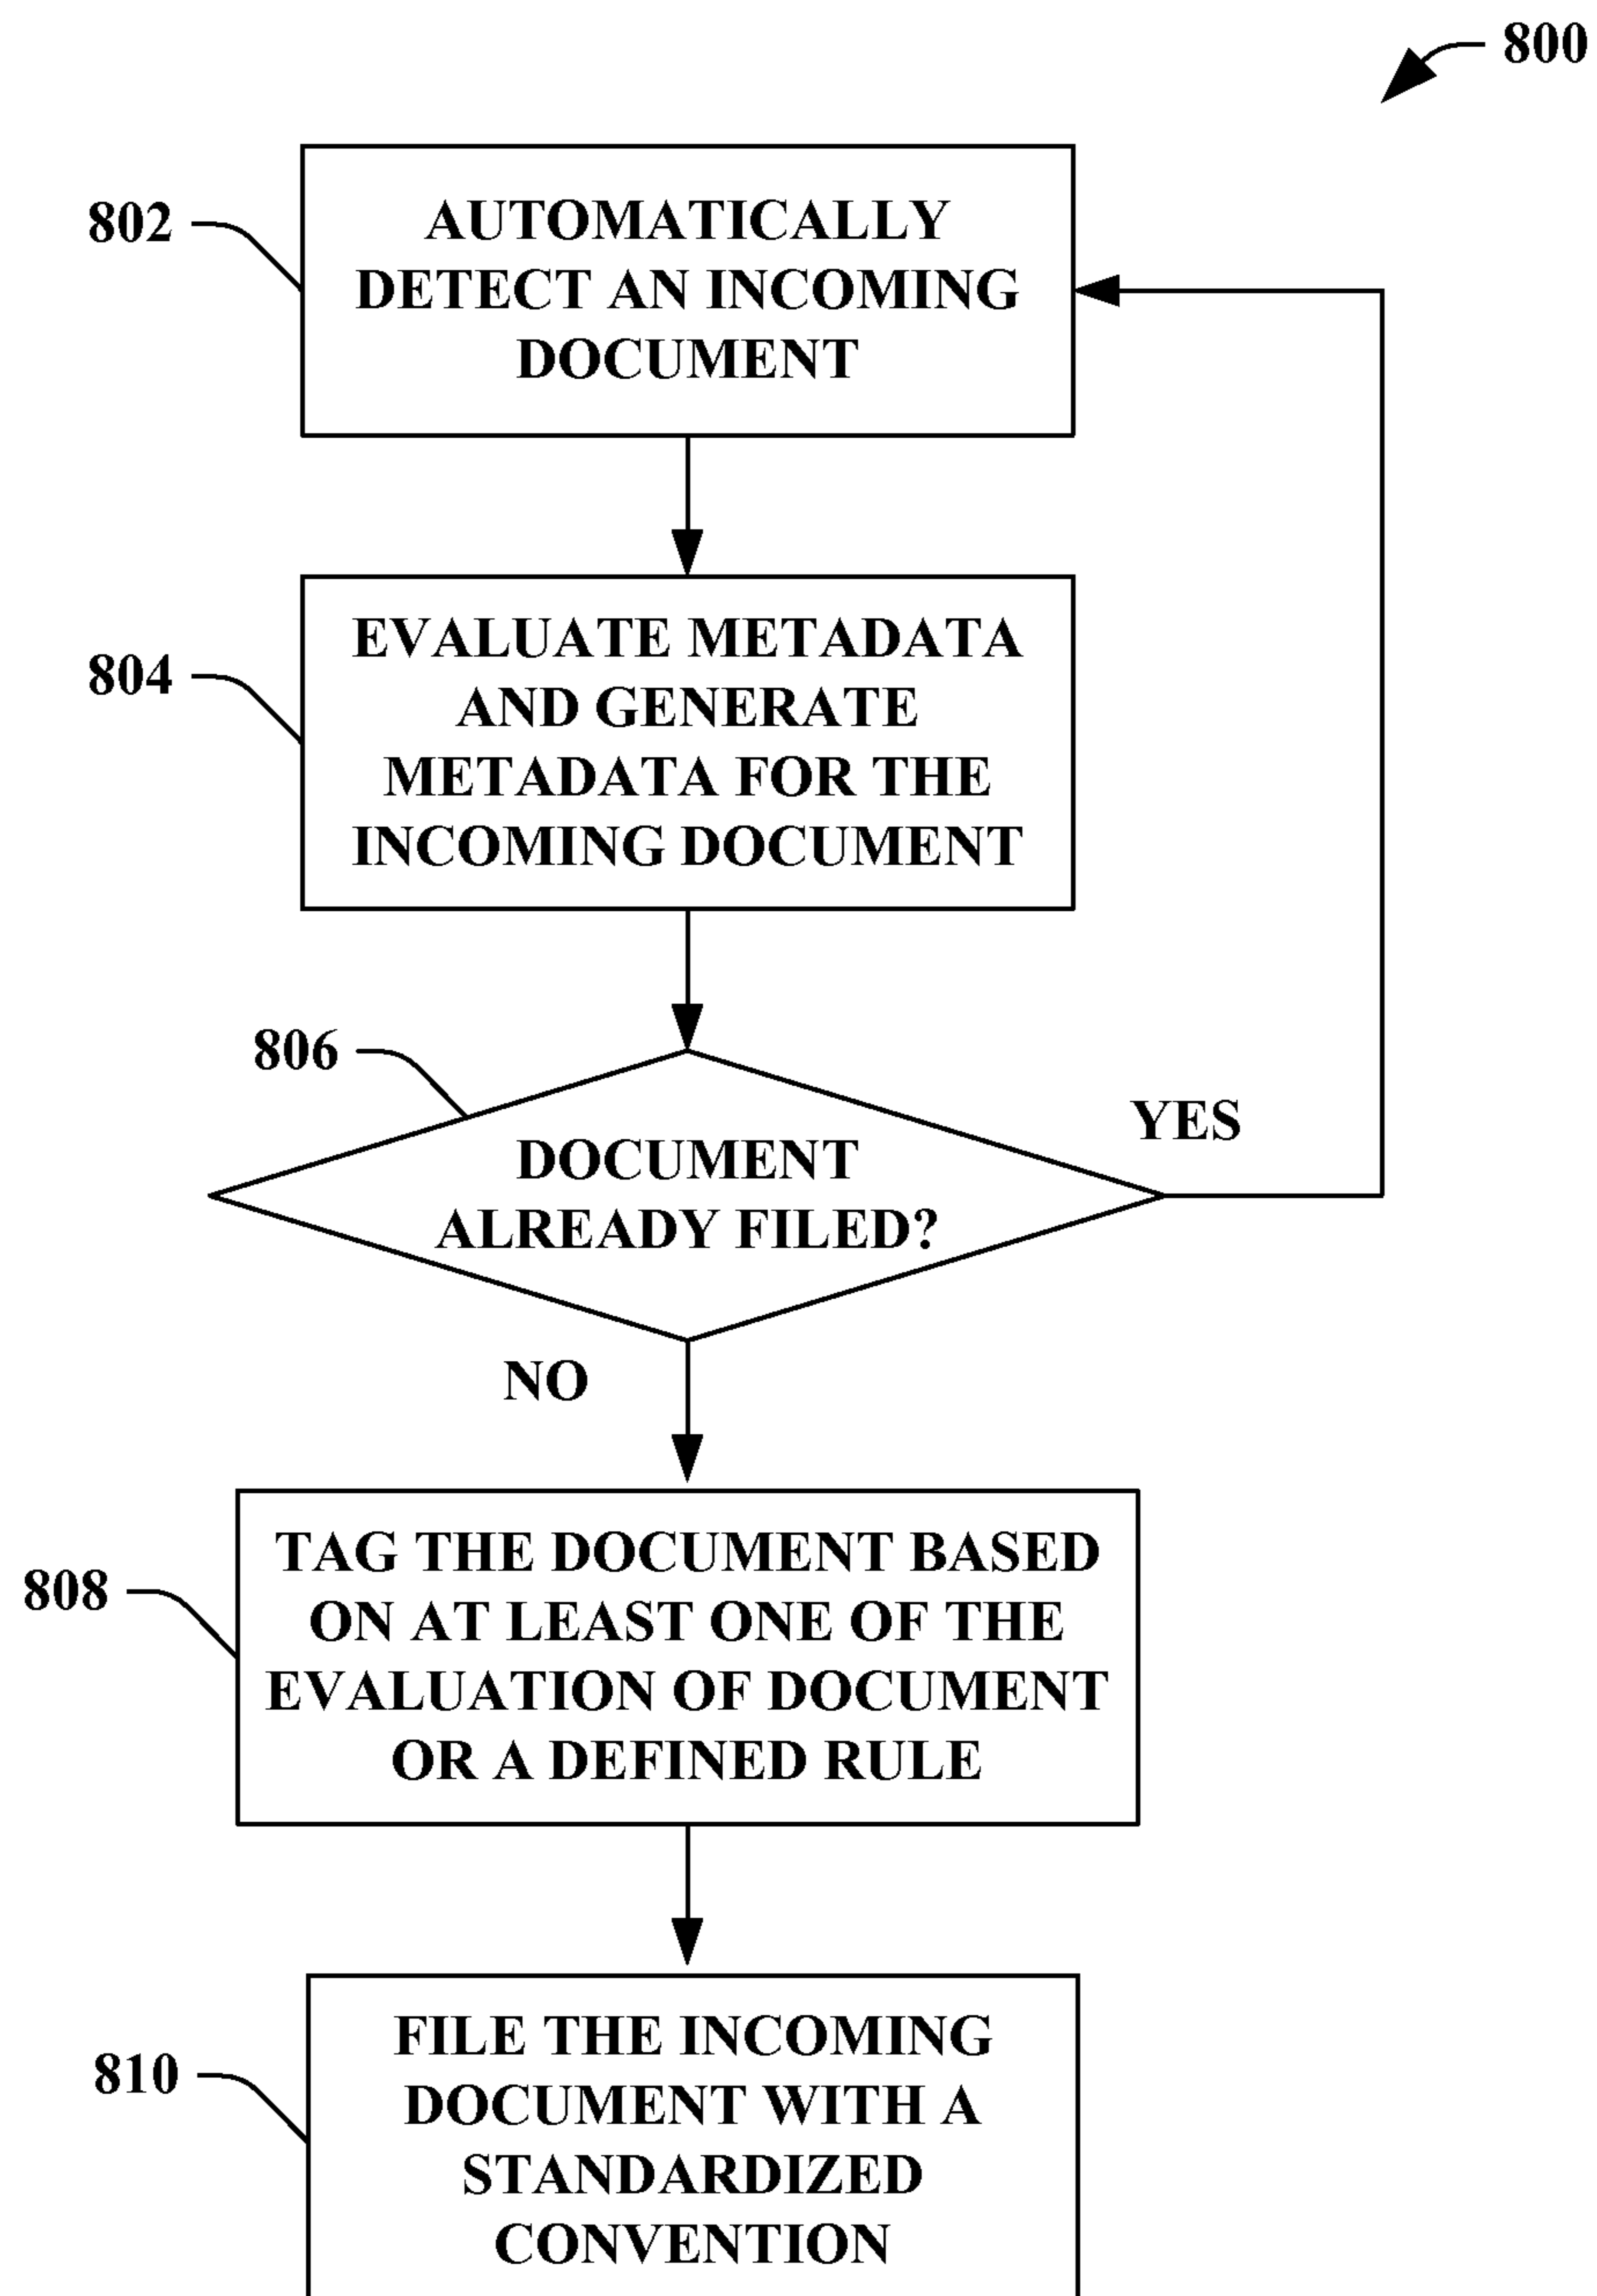 800
802
AUTOMATICALLY
DETECT AN INCOMING
DOCUMENT
804
EVALUATE METADATA
AND GENERATE
METADATA FOR THE
INCOMING DOCUMENT
806
DOCUMENT
ALREADY FILED?
YES
NO
808
TAG THE DOCUMENT BASED
ON AT LEAST ONE OF THE
EVALUATION OF DOCUMENT
OR A DEFINED RULE
810
FILE THE INCOMING
DOCUMENT WITH A
STANDARDIZED
CONVENTION